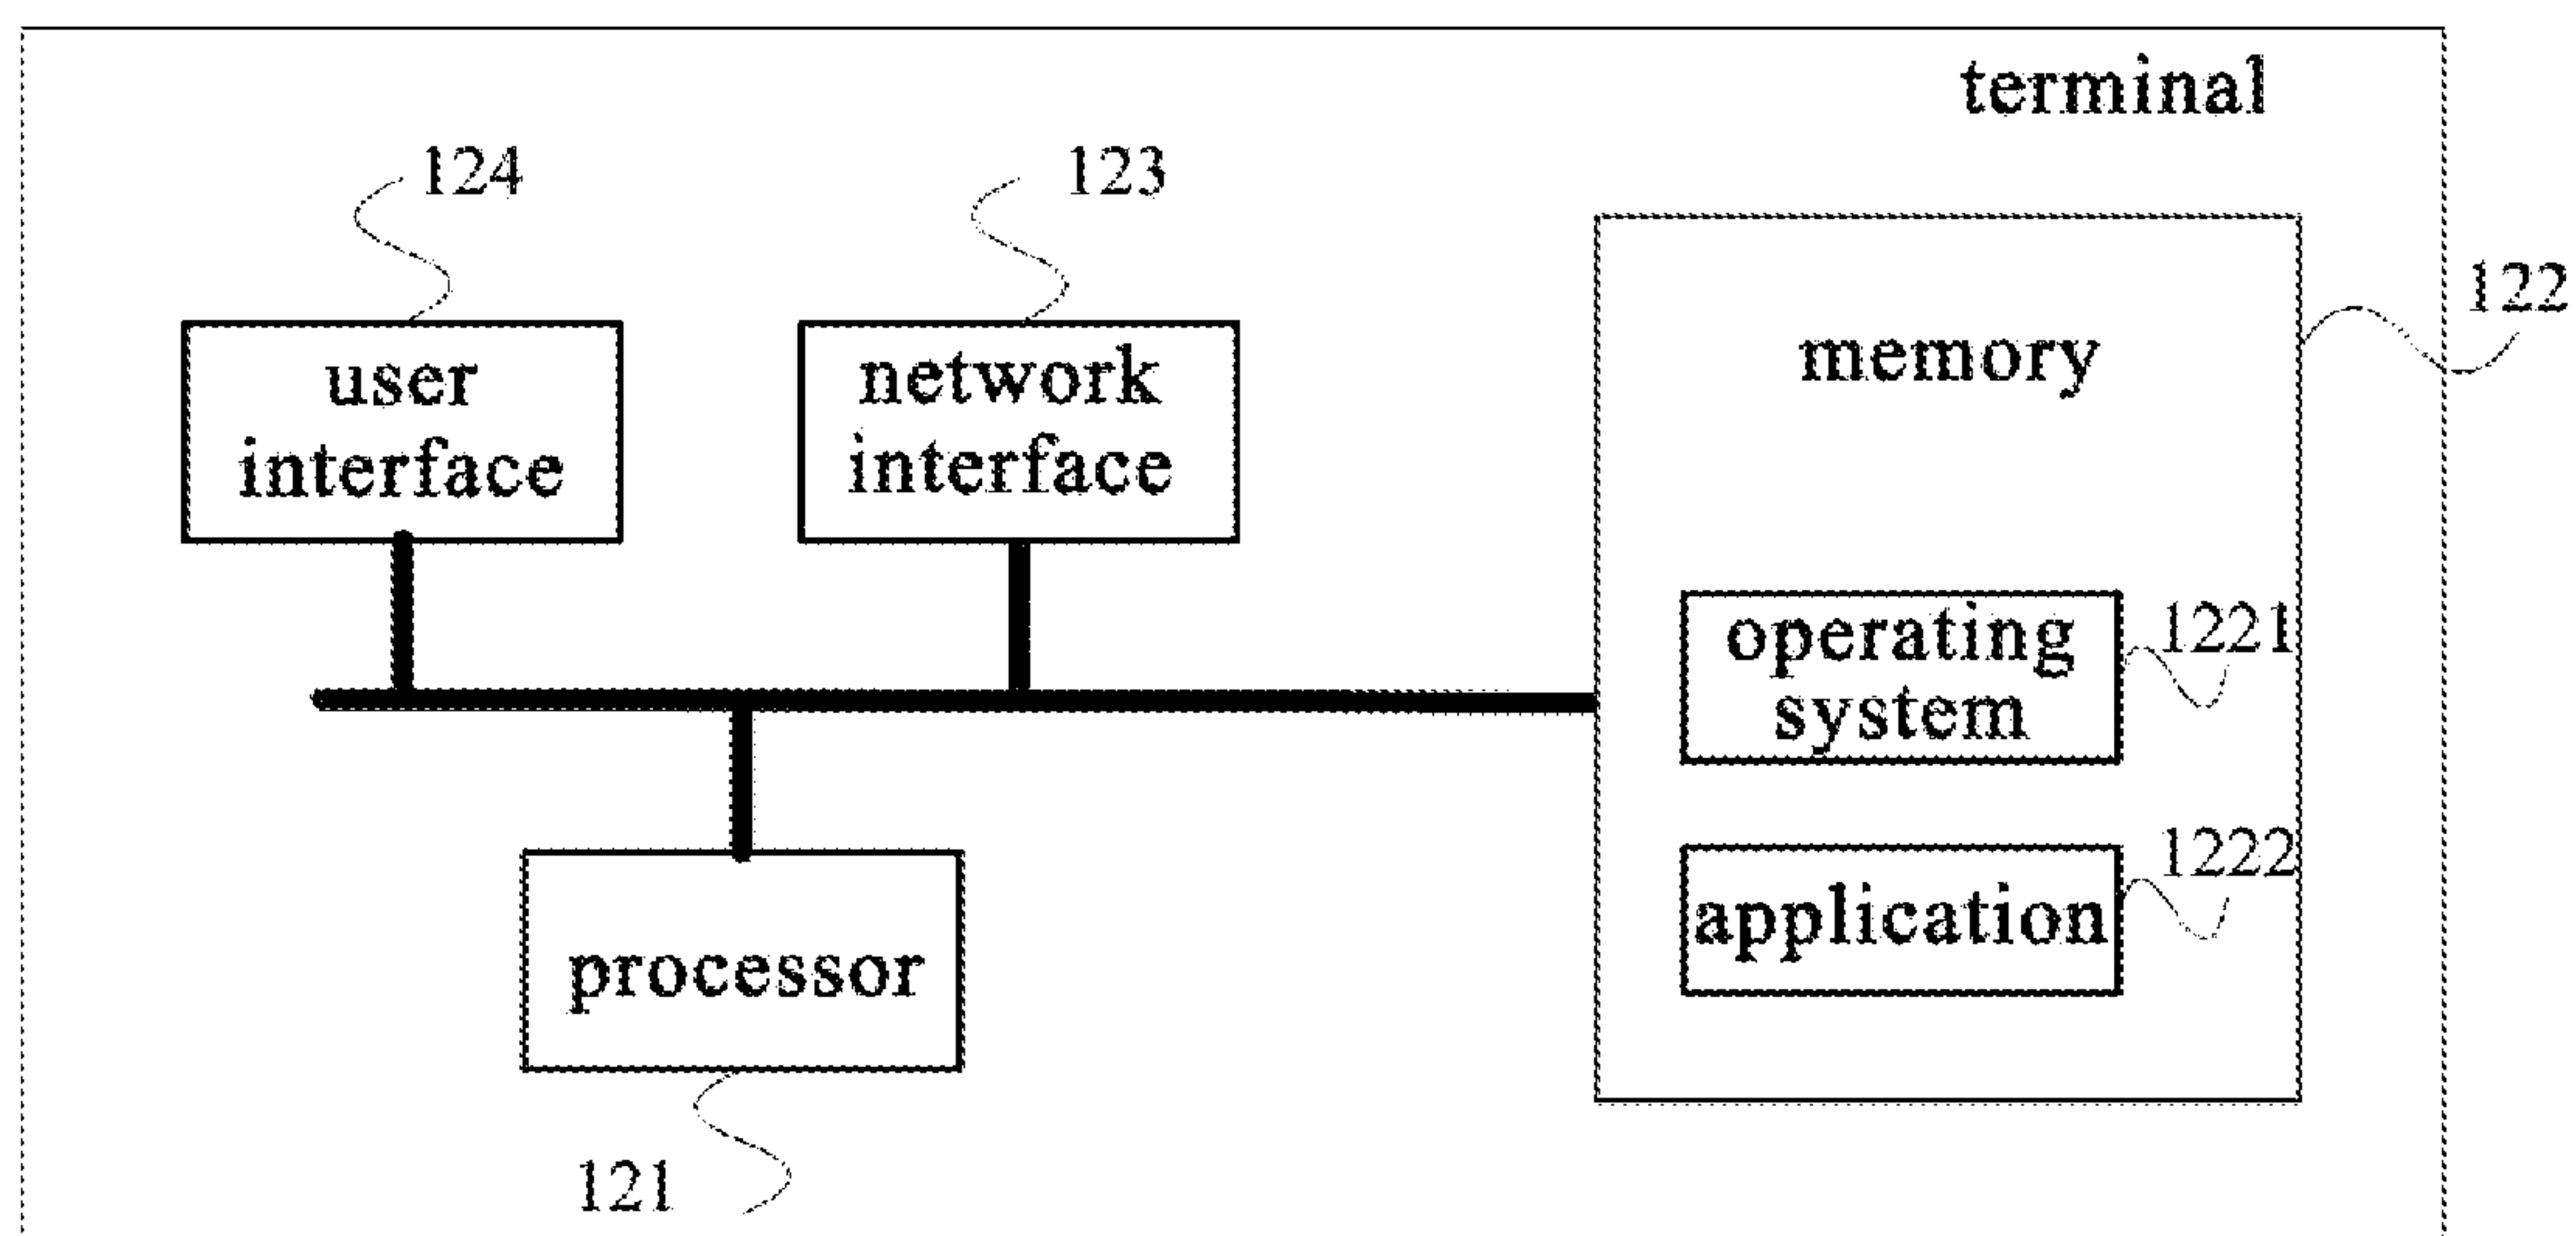 terminal
124
123
122
user
interface
network
interface
memory
operating
system
1221
application
1222
processor
121